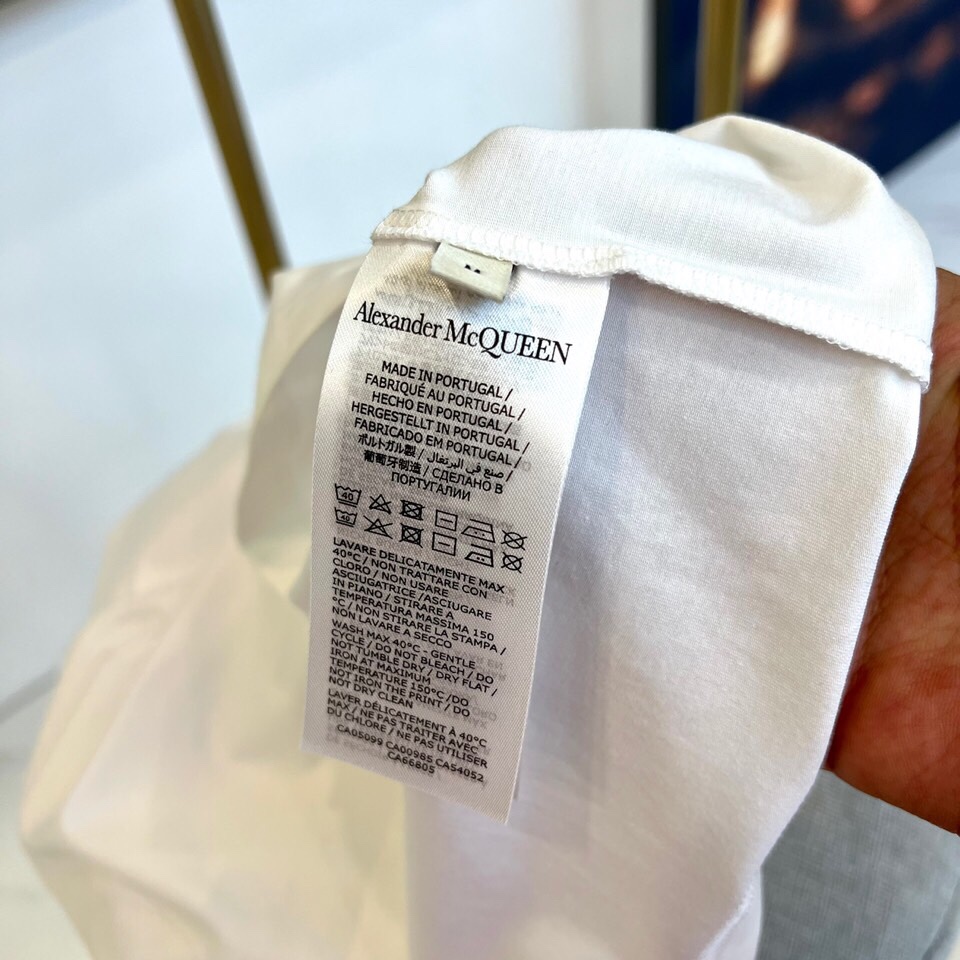 M
Alexander McQUEEN
MADE IN PORTUGAL /
FABRIQUÉ AU PORTUGAL /
HECHO EN PORTUGAL /
HERGESTELLT IN PORTUGAL /
FABRICADO EM PORTUGAL /
ポルトガル製 / صنع في البرتغال /
葡萄牙制造 / СДЕЛАНО В
ПОРТУГАЛИИ
40
40
LAVARE DELICATAMENTE MAX
40°C / NON TRATTARE CON
CLORO / NON USARE
ASCIUGATRICE /ASCIUGARE
IN PIANO / STIRARE A
TEMPERATURA MASSIMA 150
°C / NON STIRARE LA STAMPA /
NON LAVARE A SECCO
WASH MAX 40°C - GENTLE
CYCLE / DO NOT BLEACH / DO
NOT TUMBLE DRY / DRY FLAT /
IRON AT MAXIMUM
TEMPERATURE 150°C /DO
NOT IRON THE PRINT / DO
NOT DRY CLEAN
LAVER DÉLICATEMENT À 40°C
MAX / NE PAS TRAITER AVEC
DU CHLORE / NE PAS UTILISER
CA05099 CA00985 CA54052
CA66805